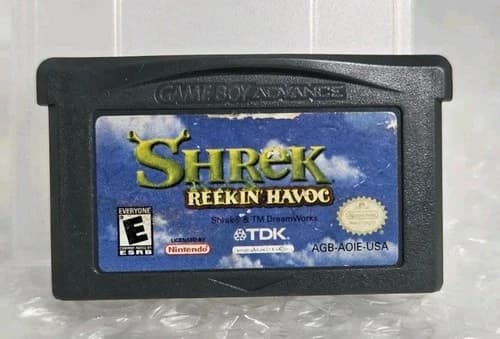 GAME BOY ADVANCE
SHREK
REEKIN' HAVOC
Shrek® & TM DreamWorks
EVERYONE
E
ESRB
LICENSED BY
Nintendo
TDK
AGB-AOIE-USA